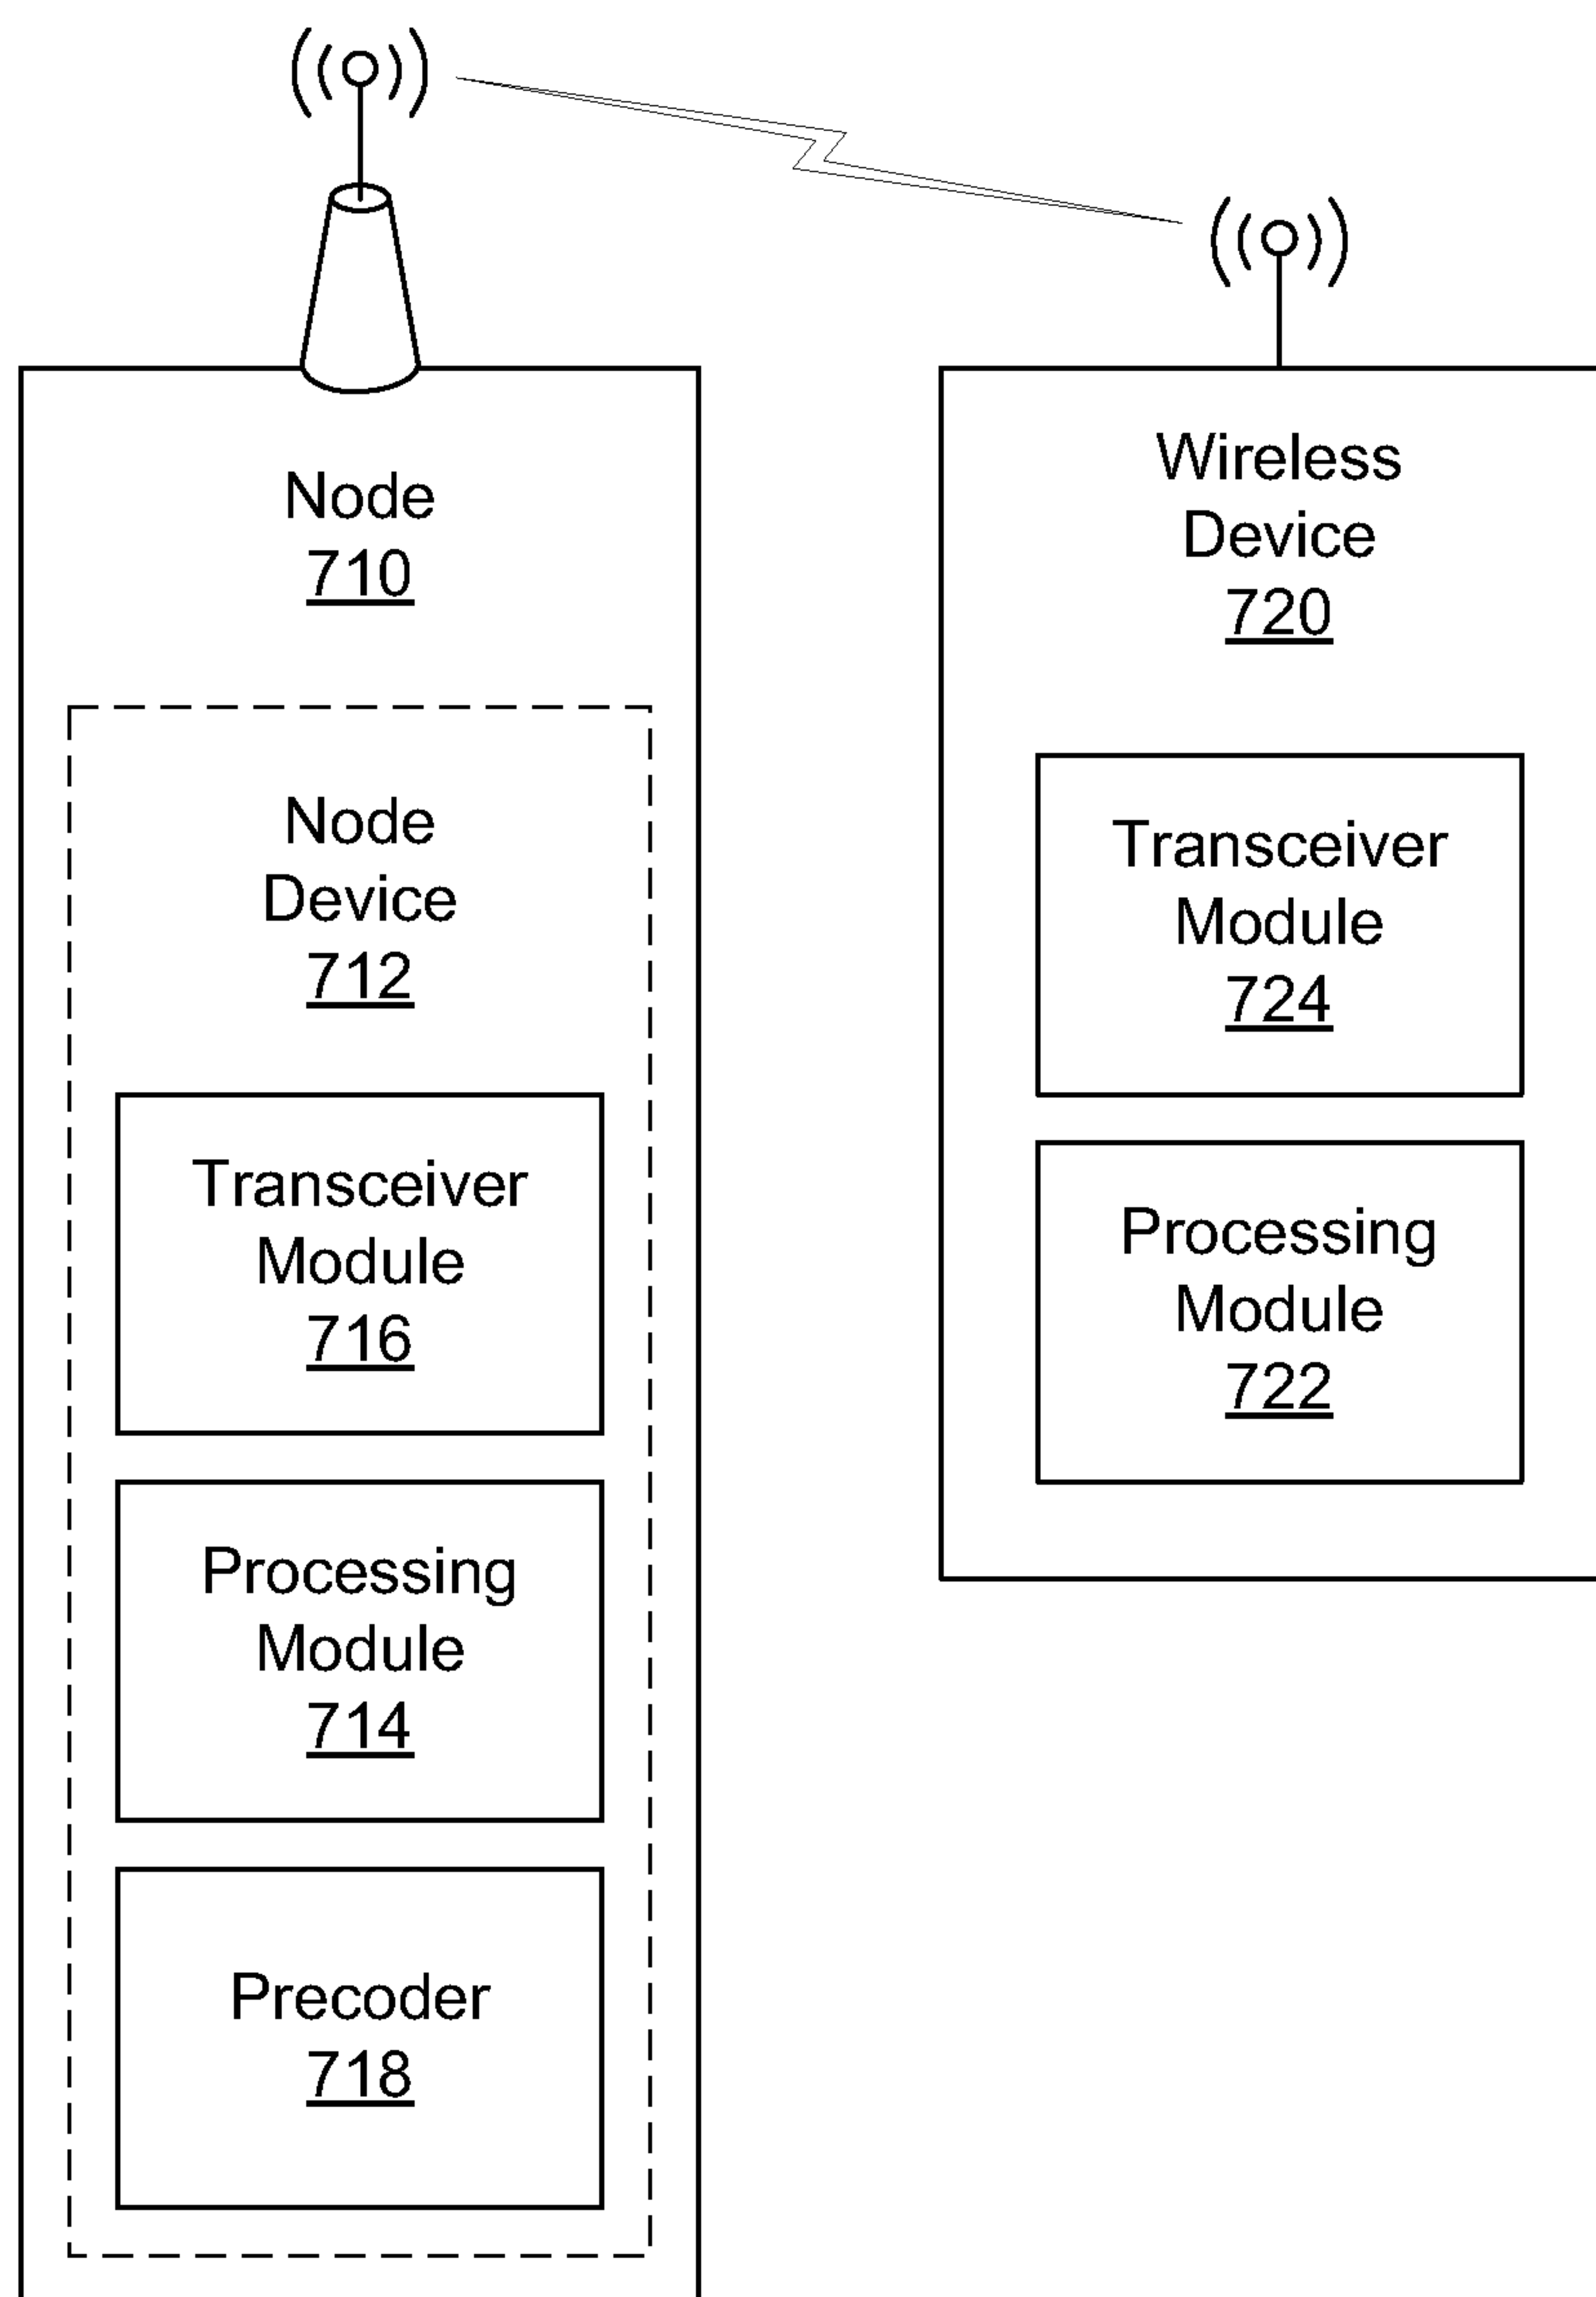 Node
710
Node
Device
712
Transceiver
Module
716
Processing
Module
714
Precoder
718
Wireless
Device
720
Transceiver
Module
724
Processing
Module
722